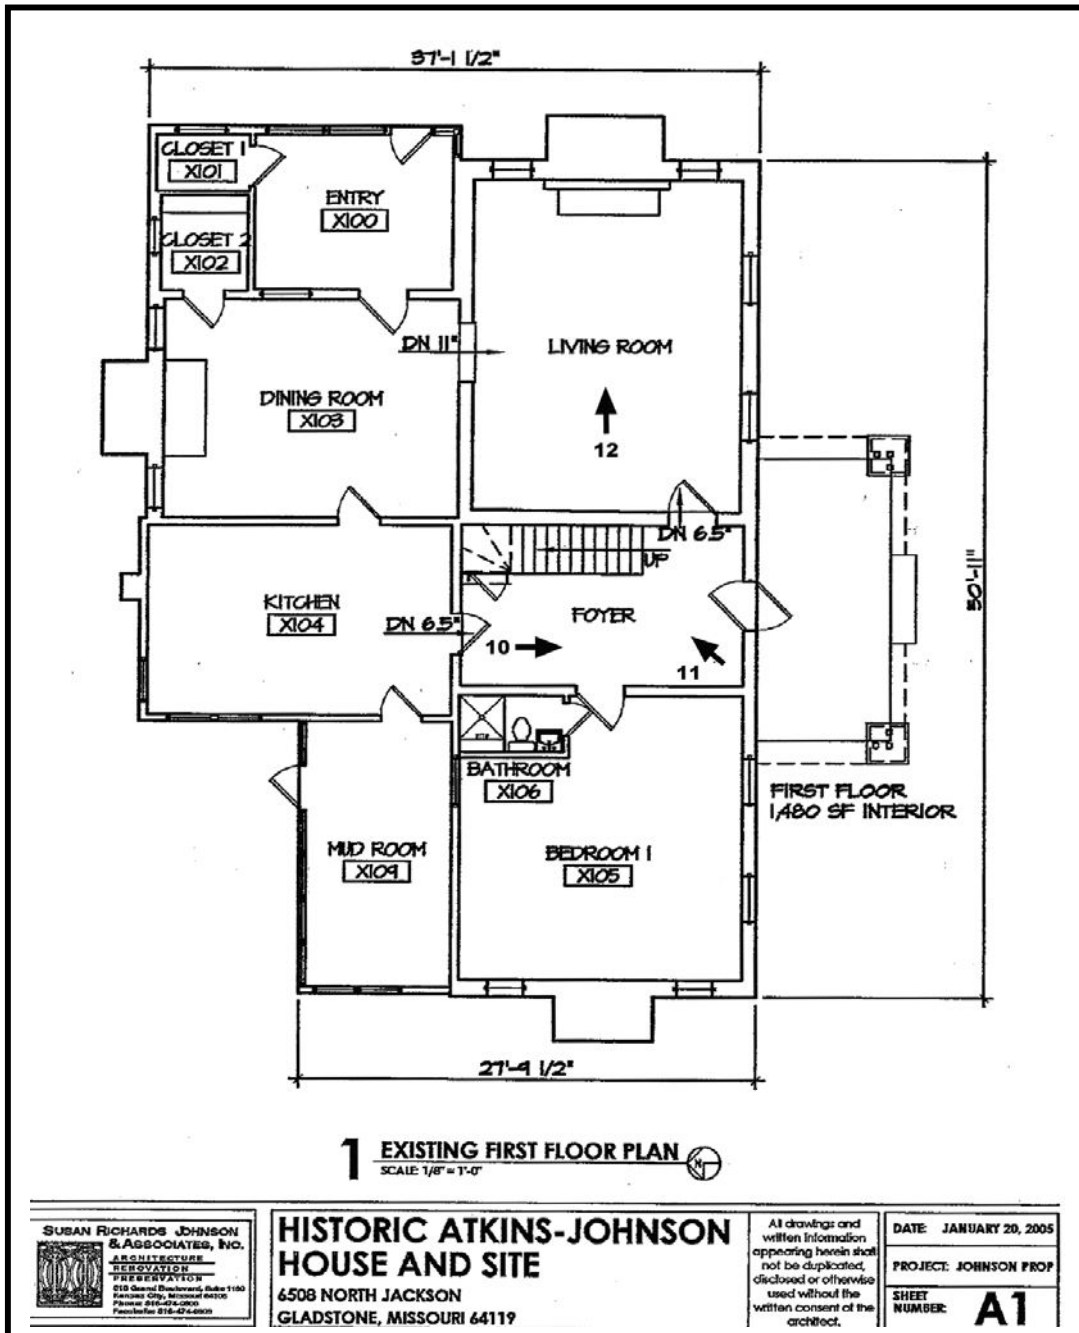 37'-1 1/2"
CLOSET 1
X101
ENTRY
X100
CLOSET 2
X102
DN 11"
LIVING ROOM
DINING ROOM
X103
12
DN 6.5"
UP
KITCHEN
X104
DN 6.5"
FOYER
10
11
50'-11"
BATHROOM
X106
FIRST FLOOR
1,480 SF INTERIOR
MUD ROOM
X109
BEDROOM 1
X105
27'-9 1/2"
1 EXISTING FIRST FLOOR PLAN
SCALE: 1/8" = 1'-0"
N
SUSAN RICHARDS JOHNSON
& ASSOCIATES, INC.
ARCHITECTURE
RENOVATION
PRESERVATION
Kansas City, Missouri 64106
HISTORIC ATKINS-JOHNSON
HOUSE AND SITE
6508 NORTH JACKSON
GLADSTONE, MISSOURI 64119
All drawings and
written information
appearing herein shall
not be duplicated,
disclosed or otherwise
used without the
written consent of the
architect.
DATE: JANUARY 20, 2005
PROJECT: JOHNSON PROP
SHEET
NUMBER: A1